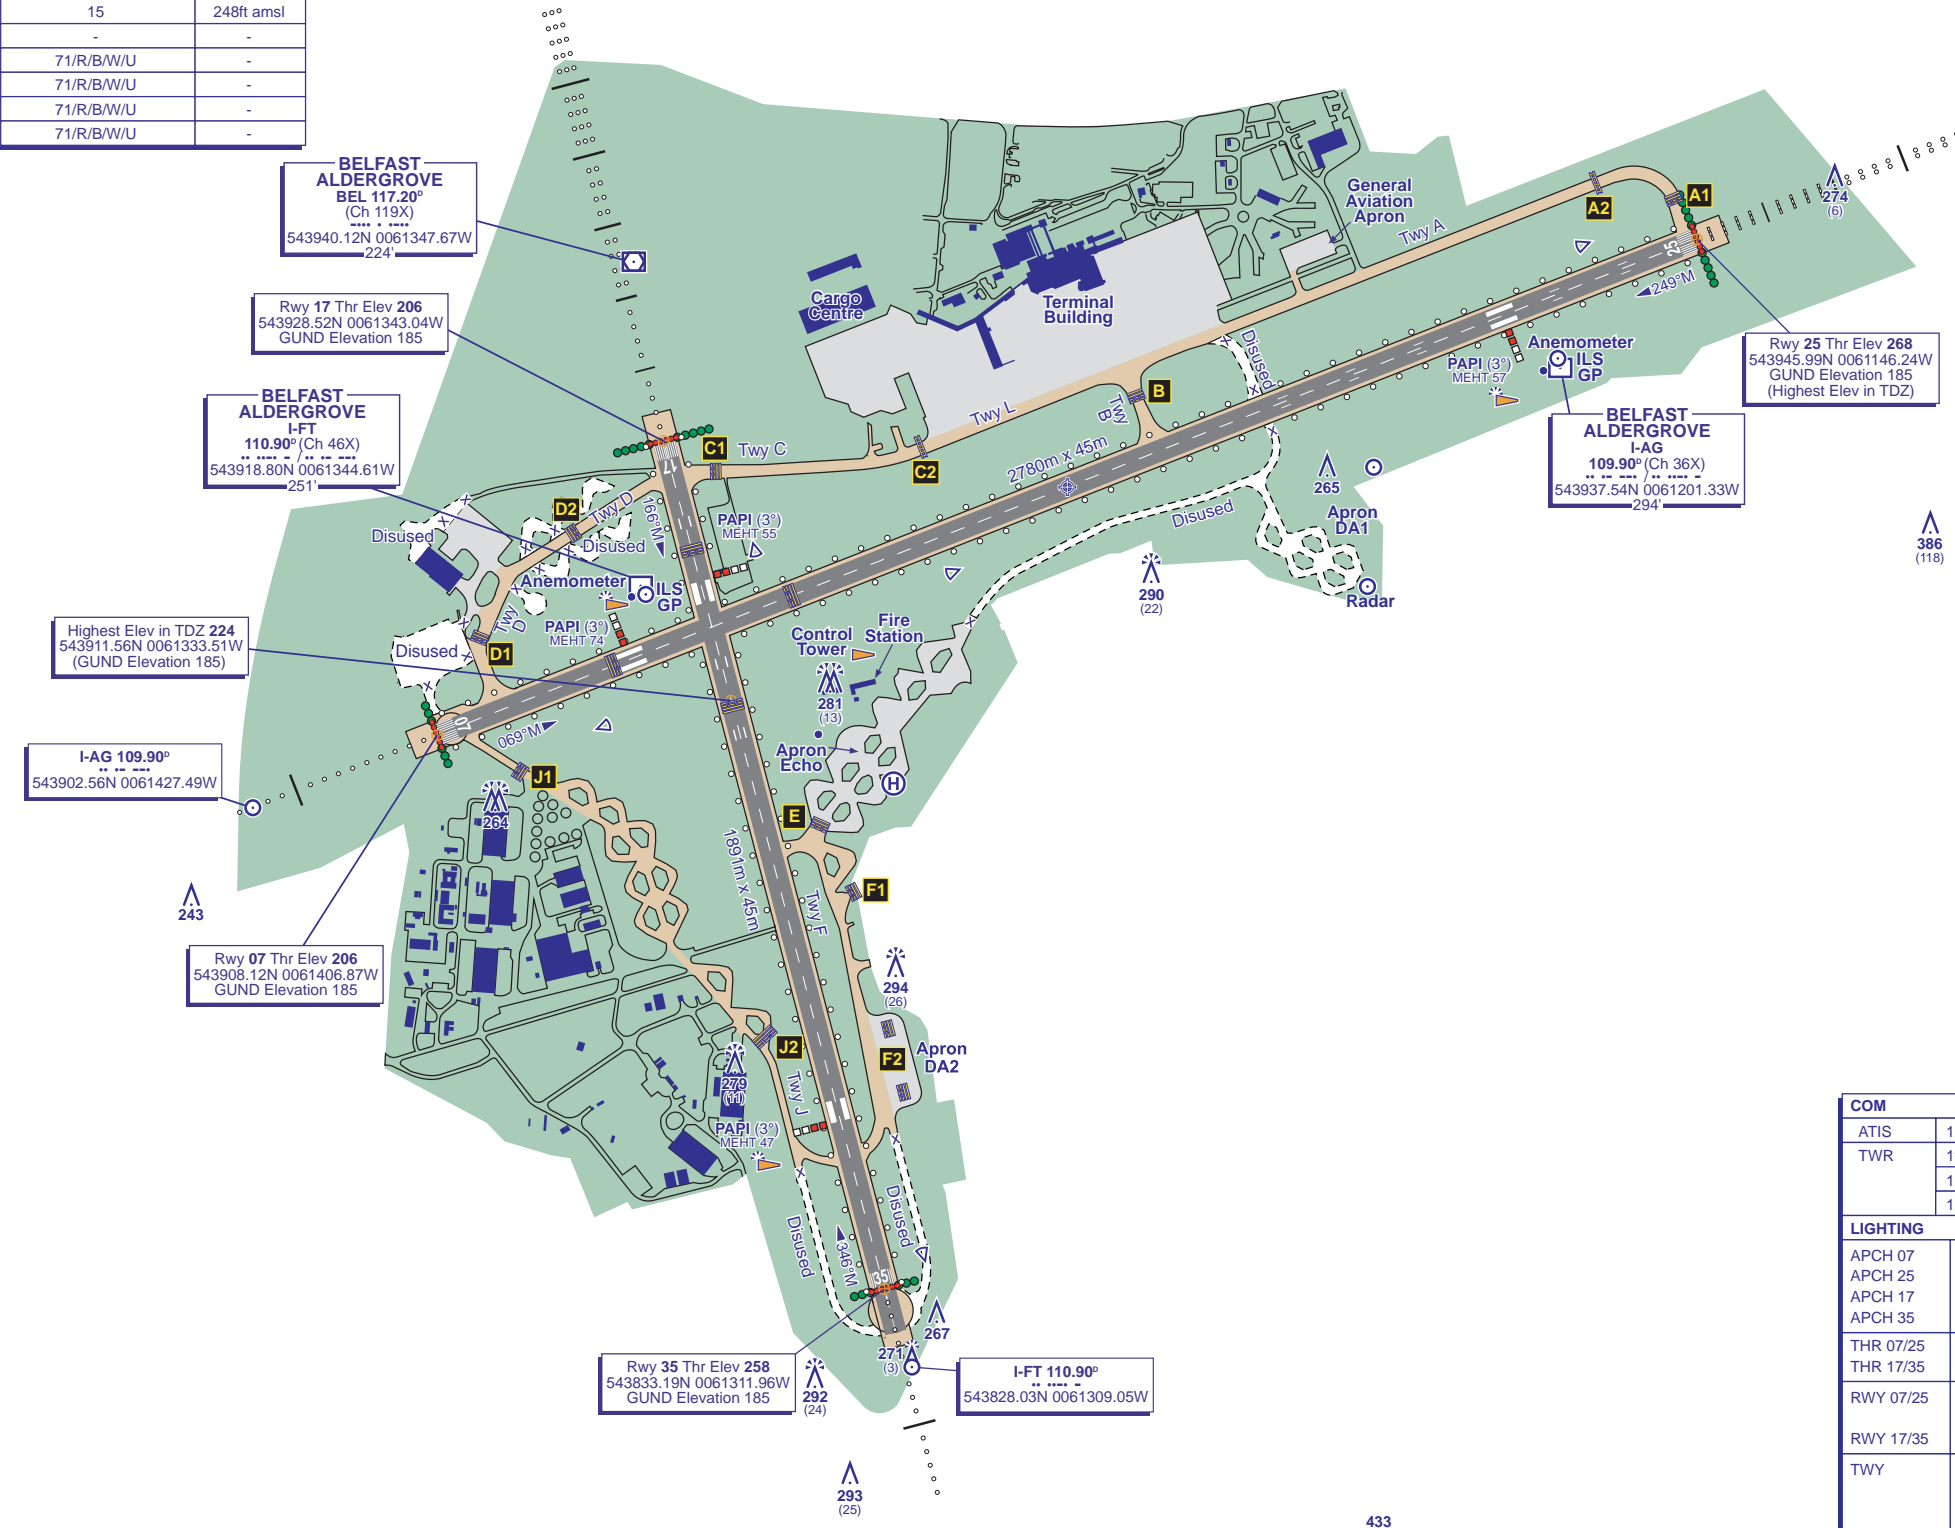 15 248ft amsl
- -
71/R/B/W/U -
71/R/B/W/U -
71/R/B/W/U -
71/R/B/W/U -
BELFAST
ALDERGROVE
BEL 117.20ᴰ
(Ch 119X)
543940.12N 0061347.67W
224'
Rwy 17 Thr Elev 206
543928.52N 0061343.04W
GUND Elevation 185
BELFAST
ALDERGROVE
I-FT
110.90ᴰ (Ch 46X)
543918.80N 0061344.61W
251'
Highest Elev in TDZ 224
543911.56N 0061333.51W
(GUND Elevation 185)
I-AG 109.90ᴰ
543902.56N 0061427.49W
Rwy 07 Thr Elev 206
543908.12N 0061406.87W
GUND Elevation 185
Rwy 35 Thr Elev 258
543833.19N 0061311.96W
GUND Elevation 185
I-FT 110.90ᴰ
543828.03N 0061309.05W
Rwy 25 Thr Elev 268
543945.99N 0061146.24W
GUND Elevation 185
(Highest Elev in TDZ)
BELFAST
ALDERGROVE
I-AG
109.90ᴰ (Ch 36X)
543937.54N 0061201.33W
294'
General
Aviation
Apron
Cargo
Centre
Terminal
Building
Twy A
A2
A1
274
(6)
25
249°M
Anemometer
ILS
GP
PAPI (3°)
MEHT 57
Disused
B
Twy
B
Twy L
2780m x 45m
C2
Twy C
C1
17
166°M
PAPI (3°)
MEHT 55
Twy D
D2
Disused
Disused
Anemometer
ILS
GP
PAPI (3°)
MEHT 74
Twy
D
D1
Disused
07
069°M
265
Apron
DA1
Disused
Radar
386
(118)
290
(22)
Control
Tower
Fire
Station
281
(13)
Apron
Echo
H
E
J1
264
243
1891m x 45m
Twy F
F1
294
(26)
F2
Apron
DA2
J2
279
(11)
Twy J
PAPI (3°)
MEHT 47
Disused
Disused
346°M
35
267
271
(3)
292
(24)
293
(25)
433
COM
ATIS 1
TWR 1
1
1
LIGHTING
APCH 07
APCH 25
APCH 17
APCH 35
THR 07/25
THR 17/35
RWY 07/25
RWY 17/35
TWY